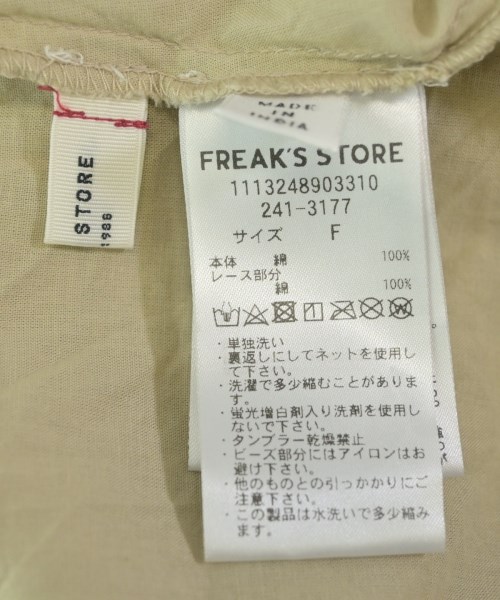 MADE
IN
INDIA
STORE
1988
FREAK'S STORE
1113248903310
241-3177
サイズ F
本体 綿 100%
レース部分
綿 100%
・単独洗い
・裏返しにしてネットを使用し
て下さい。
・洗濯で多少縮むことがありま
す。
・蛍光増白剤入り洗剤を使用し
ないで下さい。
・タンブラー乾燥禁止
・ビーズ部分にはアイロンはお
避け下さい。
・他のものとの引っかかりにご
注意下さい。
・この製品は水洗いで多少縮み
ます。